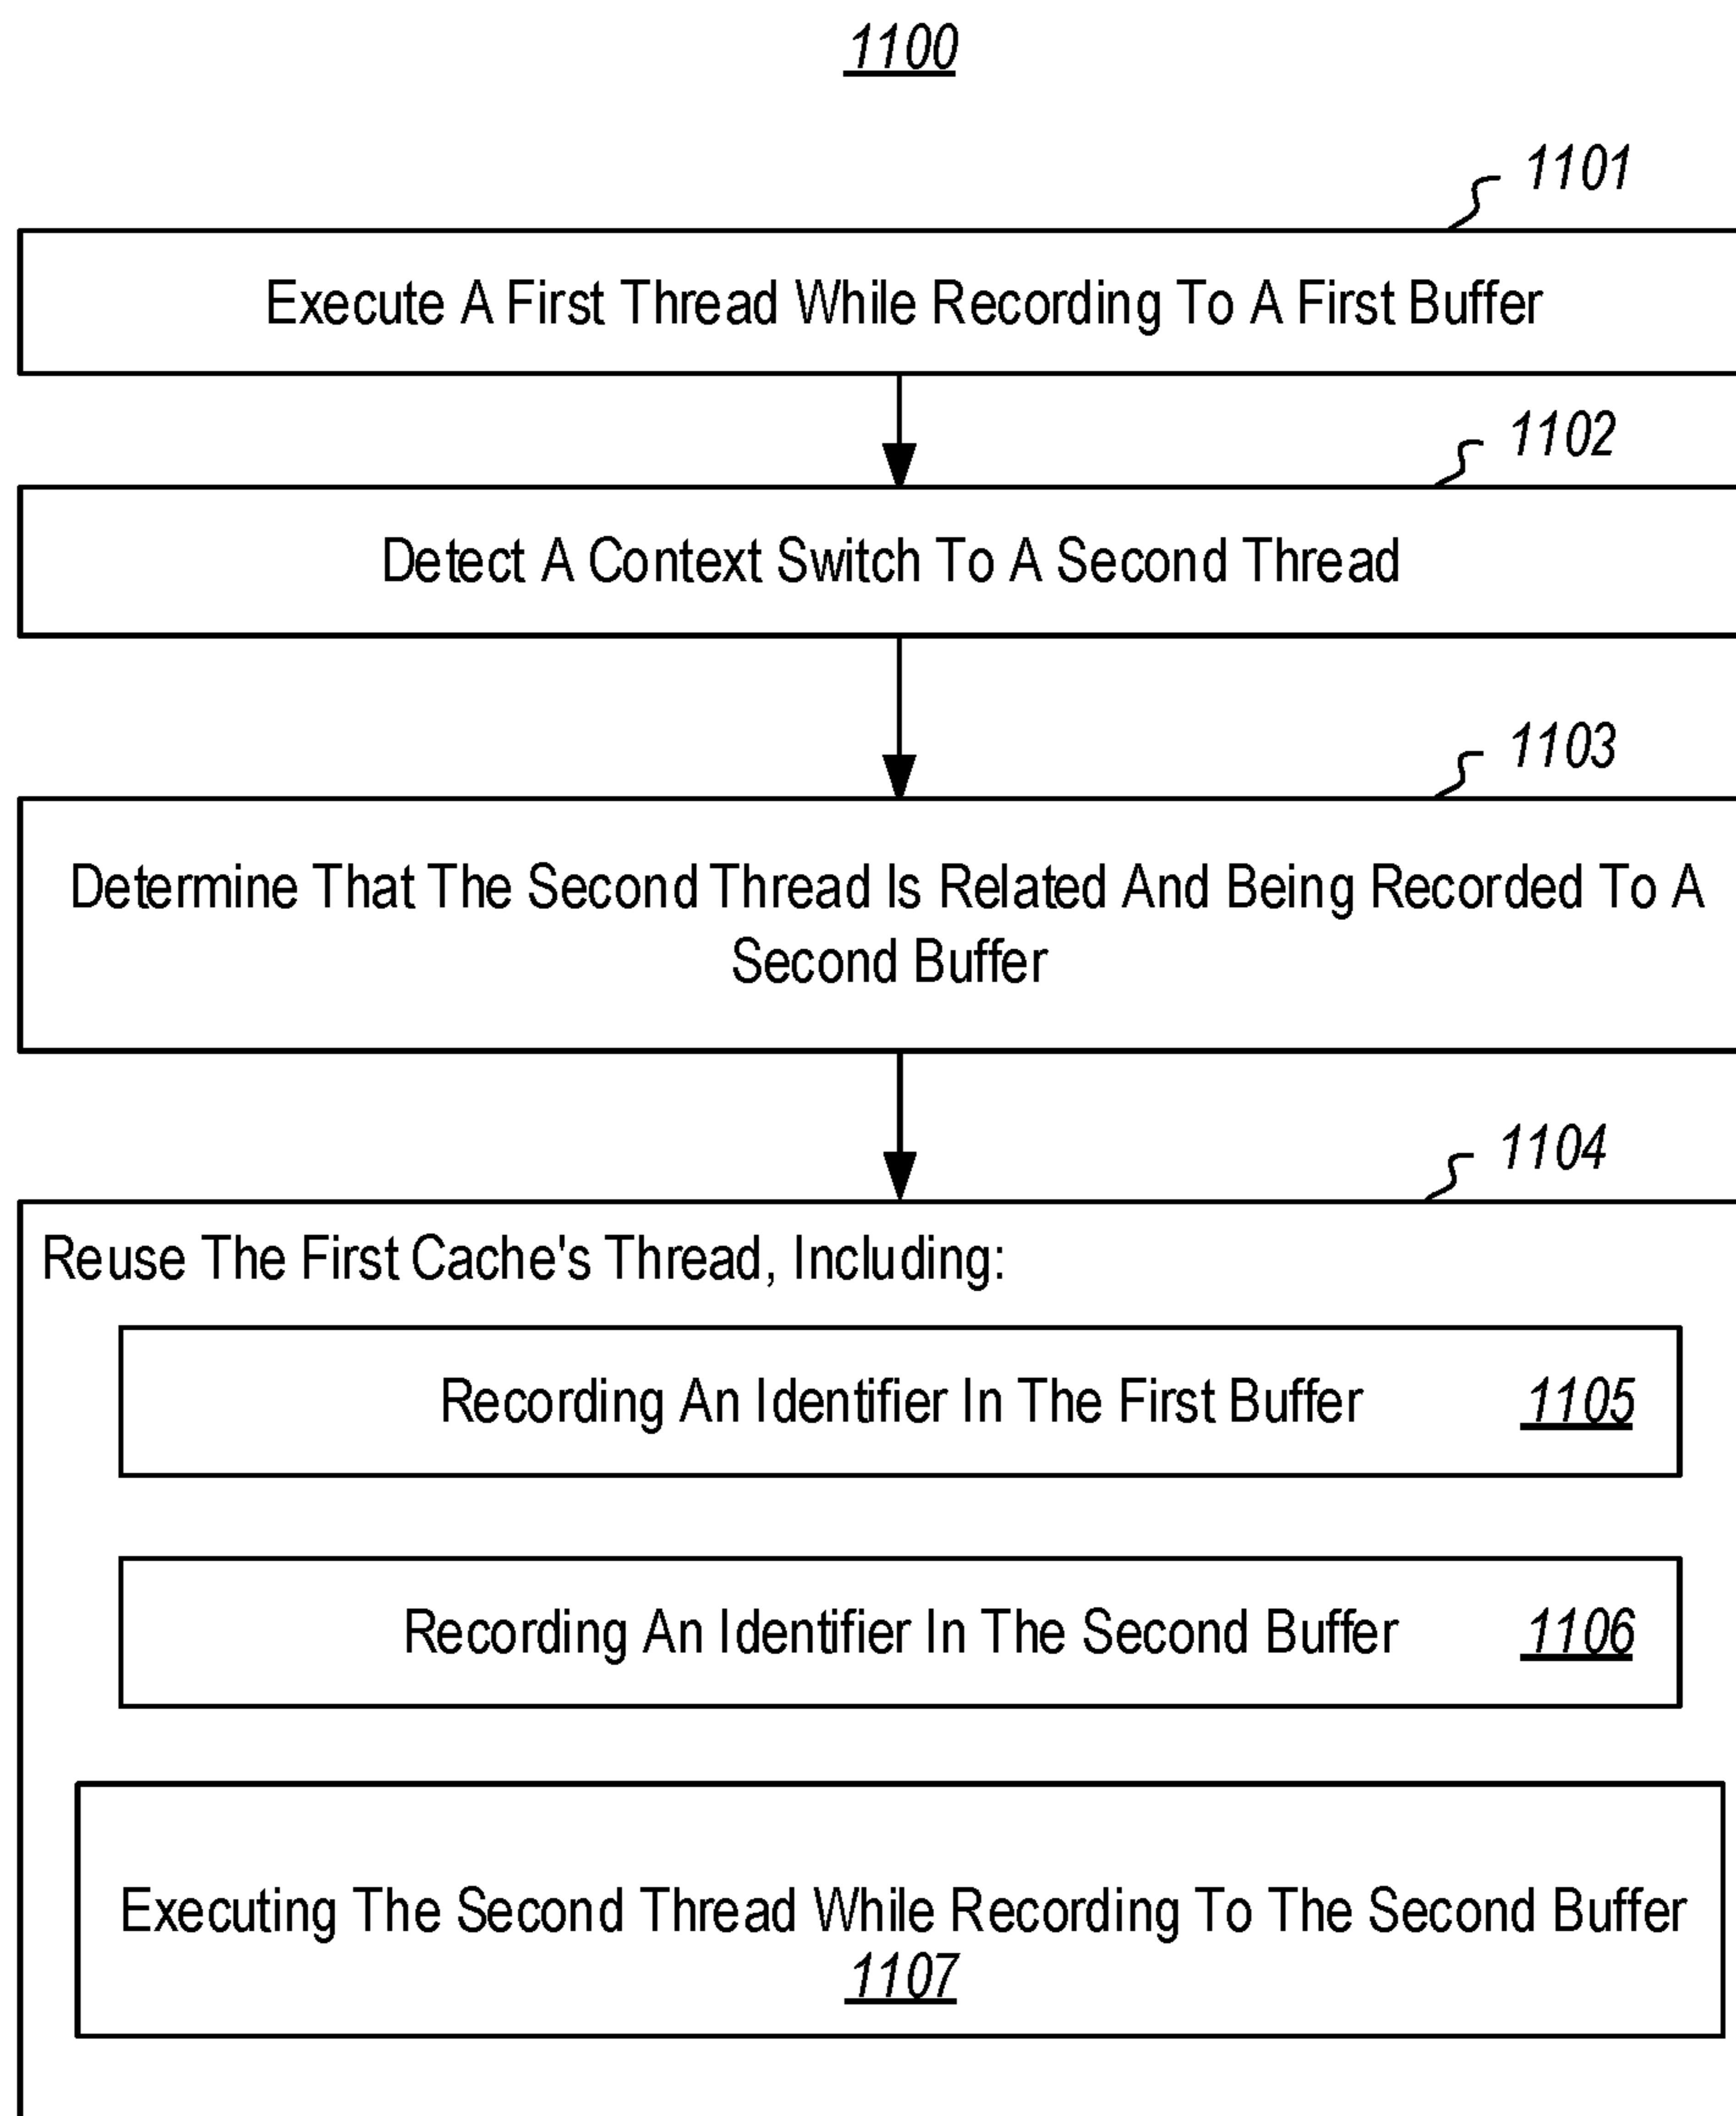 1100
1101
Execute A First Thread While Recording To A First Buffer
1102
Detect A Context Switch To A Second Thread
1103
Determine That The Second Thread Is Related And Being Recorded To A
Second Buffer
1104
Reuse The First Cache's Thread, Including:
Recording An Identifier In The First Buffer 1105
Recording An Identifier In The Second Buffer 1106
Executing The Second Thread While Recording To The Second Buffer
1107